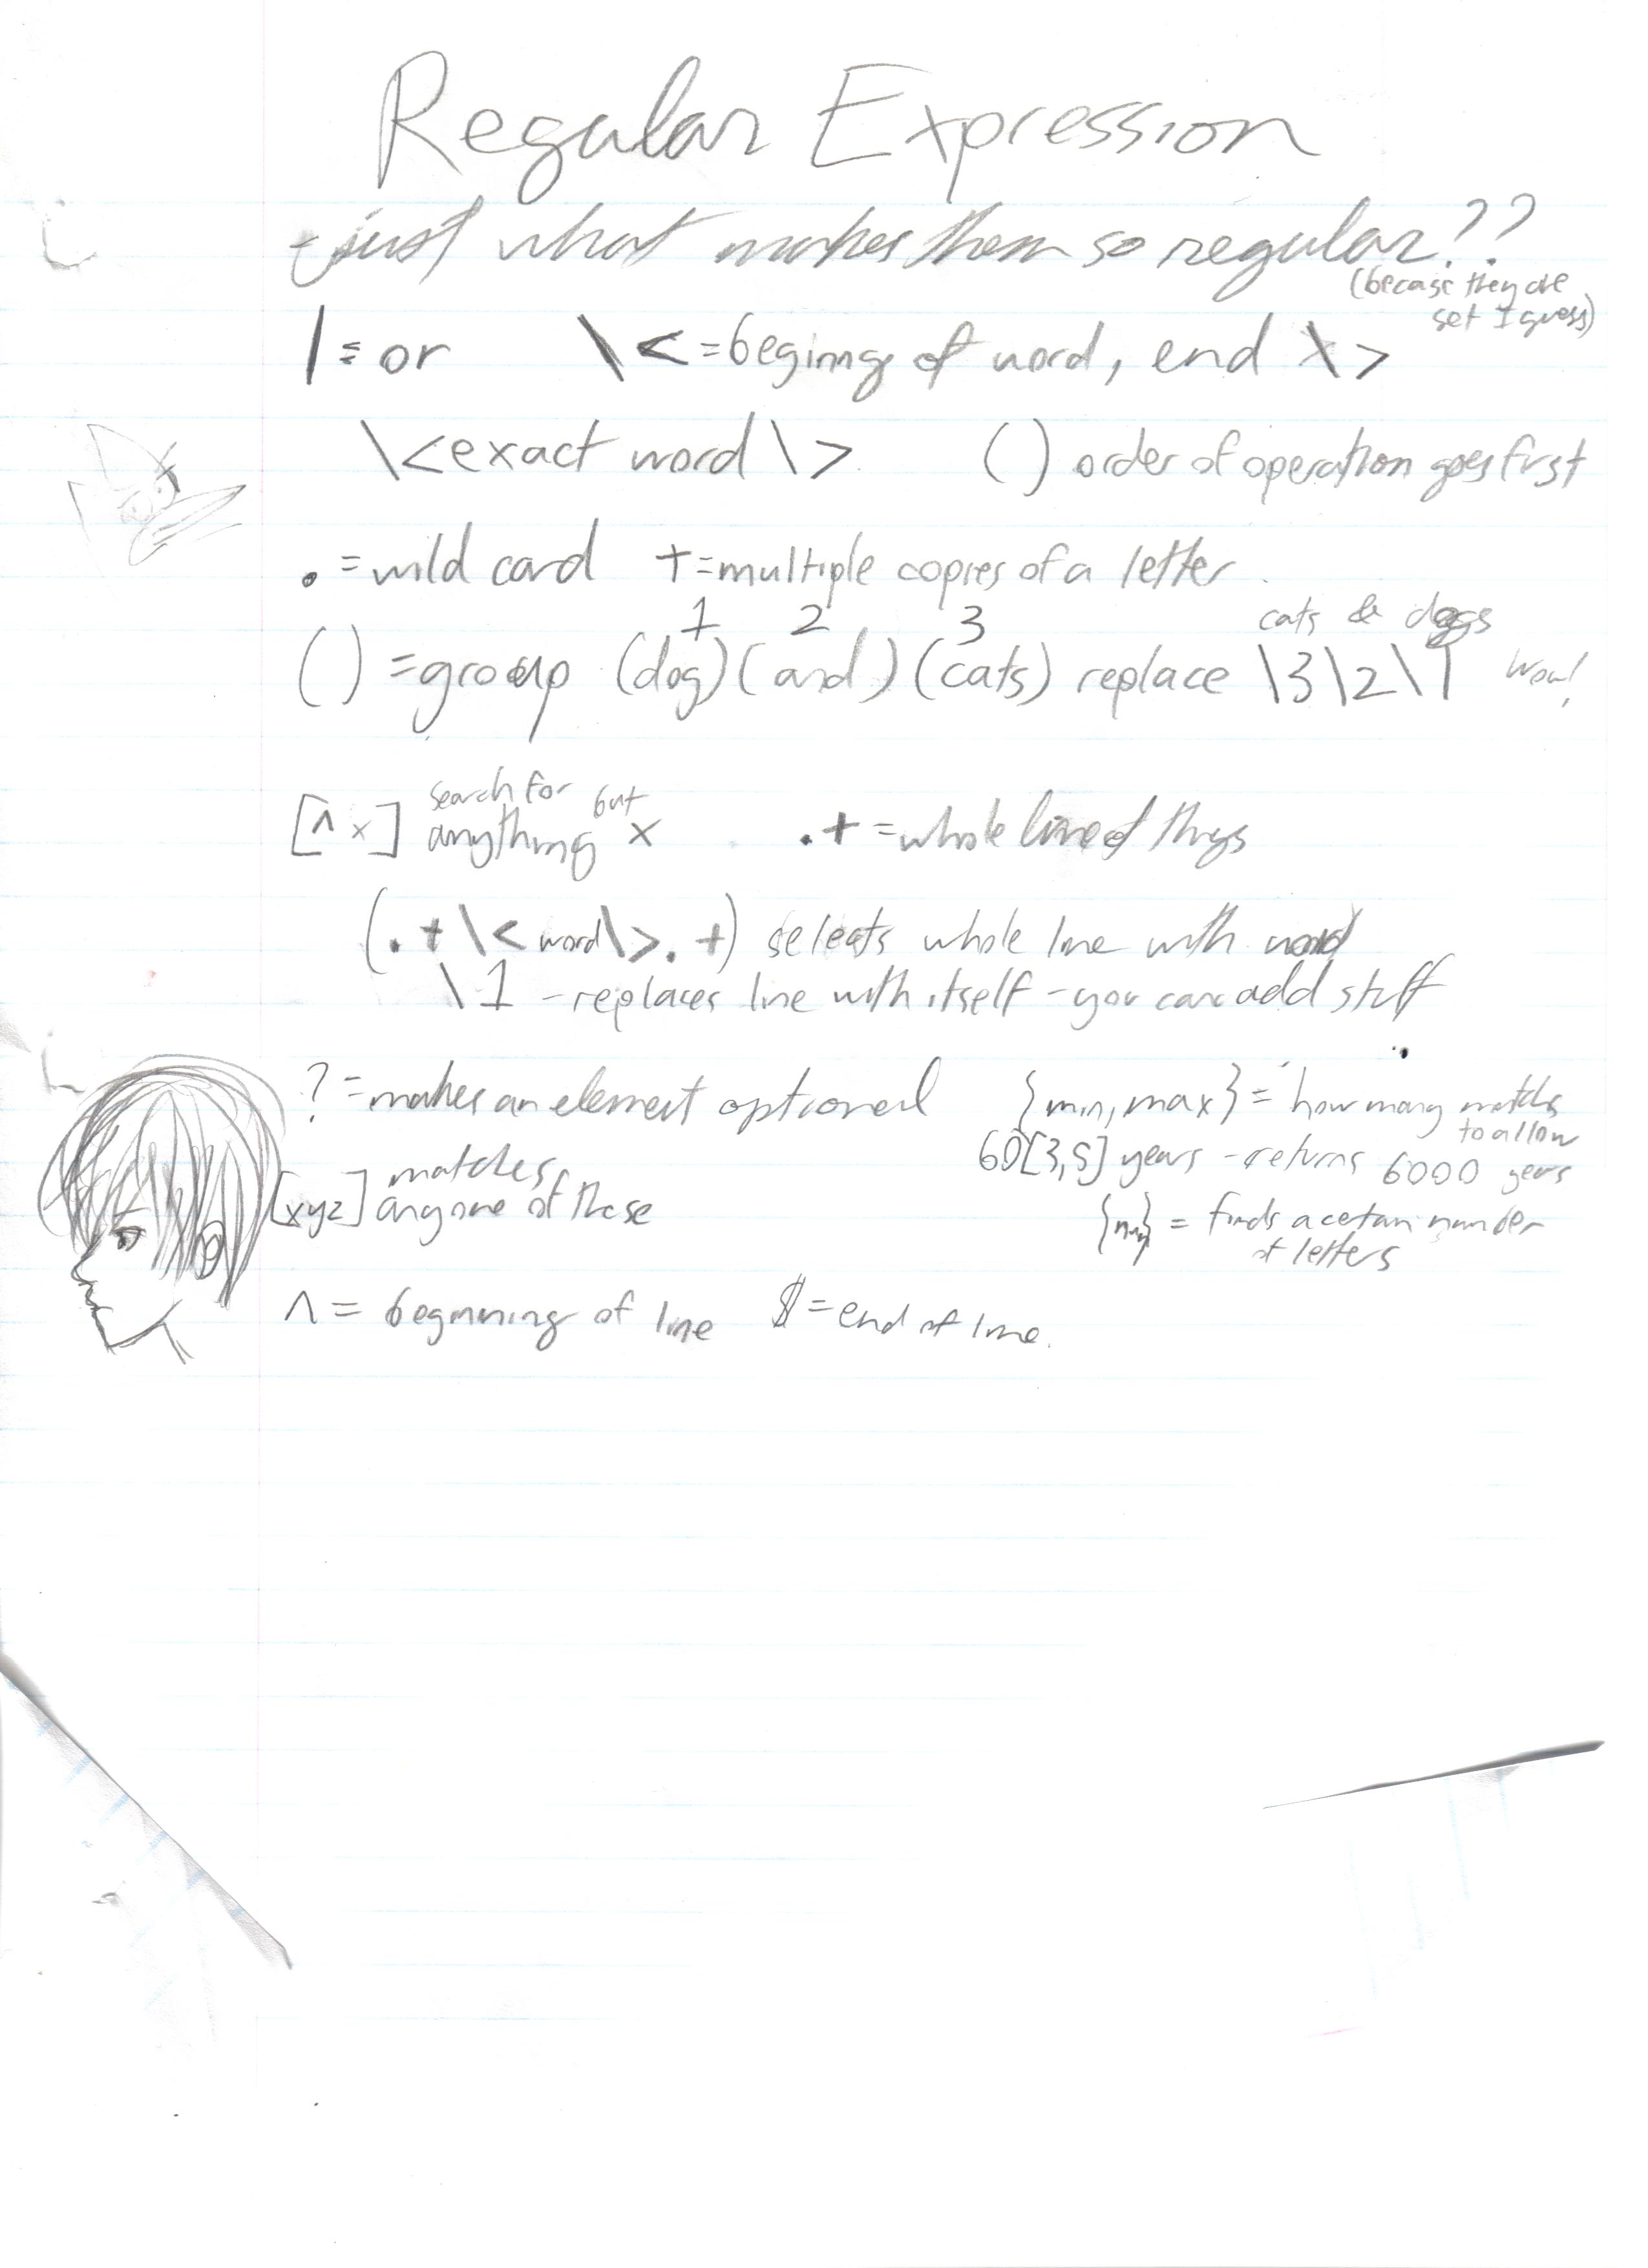 Regular Expression
- just what makes them so regular??
(becase they are
set I guess)
| = or \< = beginng of word, end \>
\<exact word\> ( ) order of operation goes first
. = wild card + = multiple copies of a letter
1 2 3 cats & dogs
( ) = group (dog)(and)(cats) replace \3\2\1 wow!
[^x] search for anything but x .+ = whole line of things
(.+\<word\>.+) selects whole line with word
\1 - replaces line with itself - you can add stuff
? = makes an element optional {min, max} = how many matchs
to allow
60[3,5] years - returns 6000 years
[xyz] matches anyone of these
{num} = finds a certan number
of letters
^ = beginning of line $ = end of line.